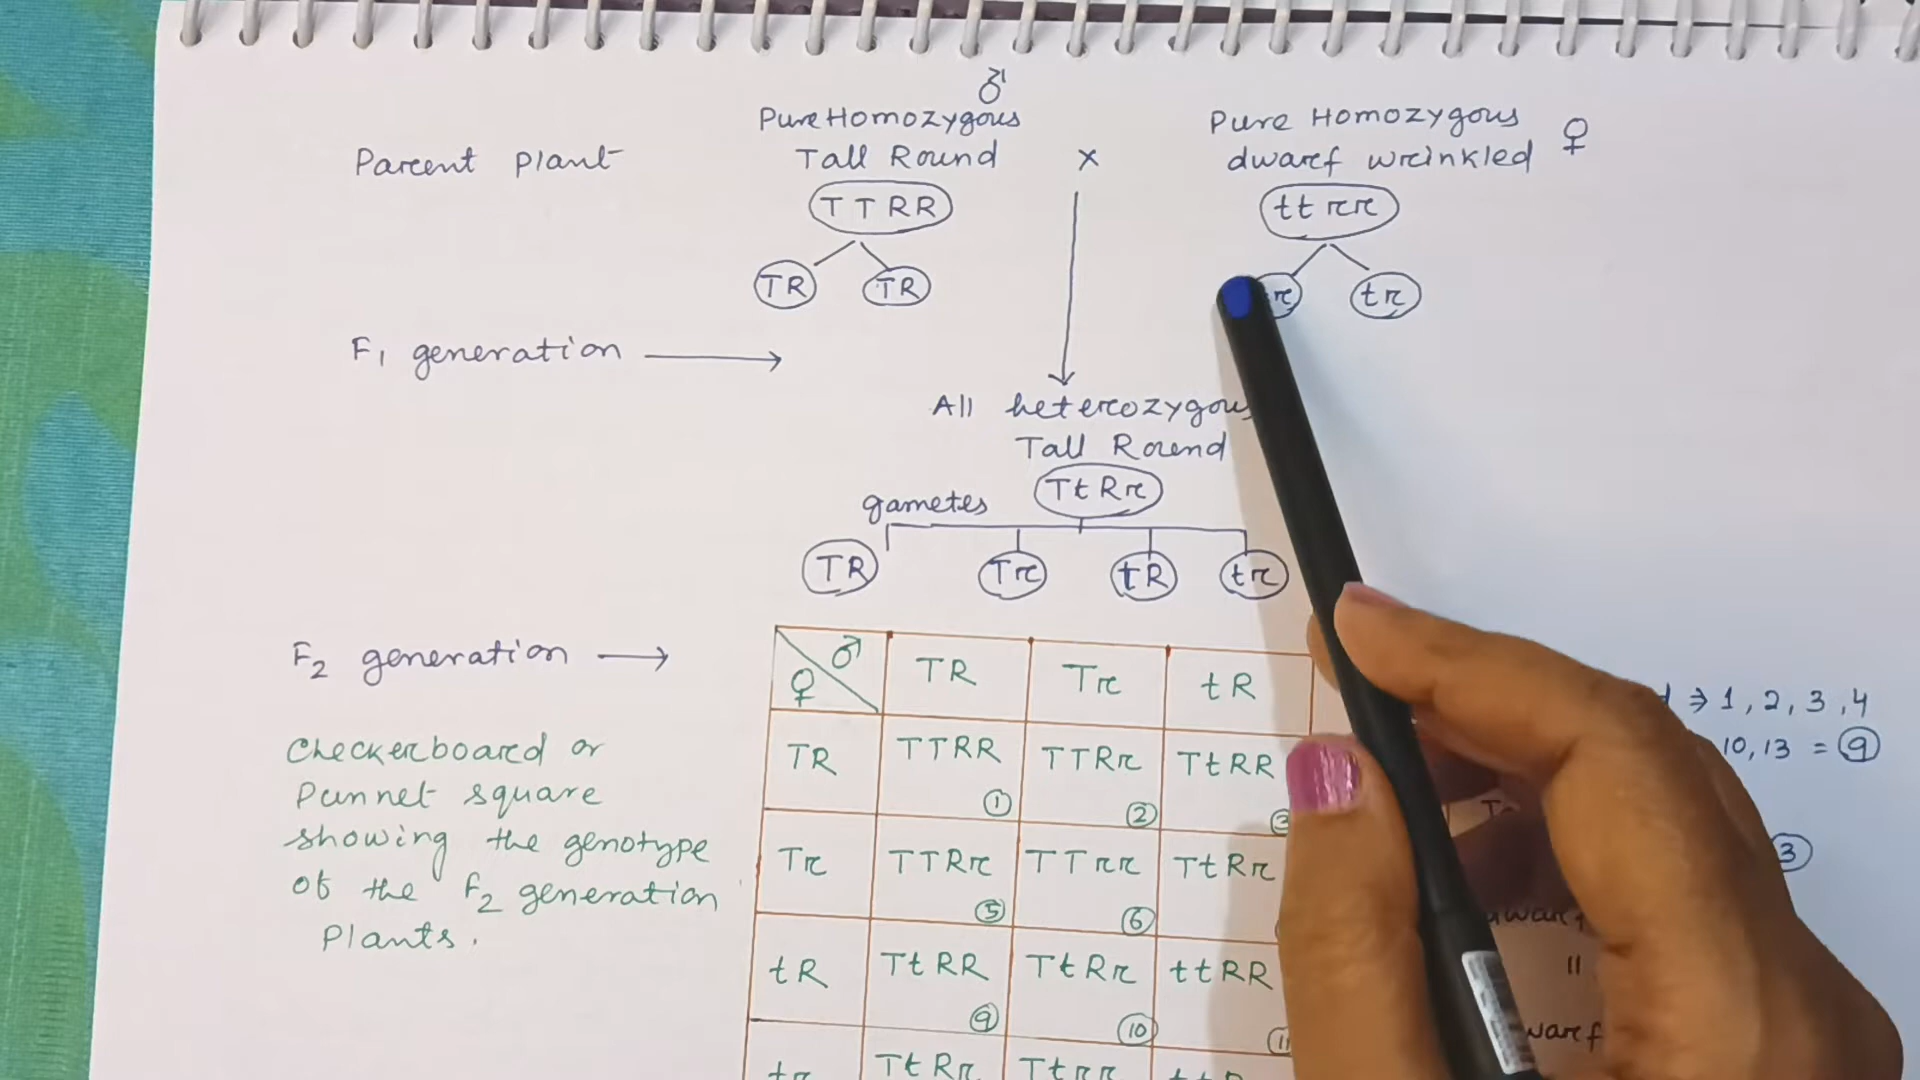 ♂
Pure Homozygous
Tall Round
×
Pure Homozygous ♀
dwarf wrinkled
Parent plant
TTRR
ttrr
TR TR
tr
F₁ generation →
All heterozygous
Tall Round
TtRr
gametes
TR Tr tR tr
F₂ generation →
♂ ♀ TR Tr tR
TR TTRR ① TTRr ② TtRR
Tr TTRr ⑤ TTrr ⑥ TtRr
tR TtRR ⑨ TtRr ⑩ ttRR
tr TtRr Ttrr
Checkerboard or
Punnet square
showing the genotype
of the F₂ generation
Plants.
⇒ 1, 2, 3, 4
10, 13 = ⑨
③
dwarf
"